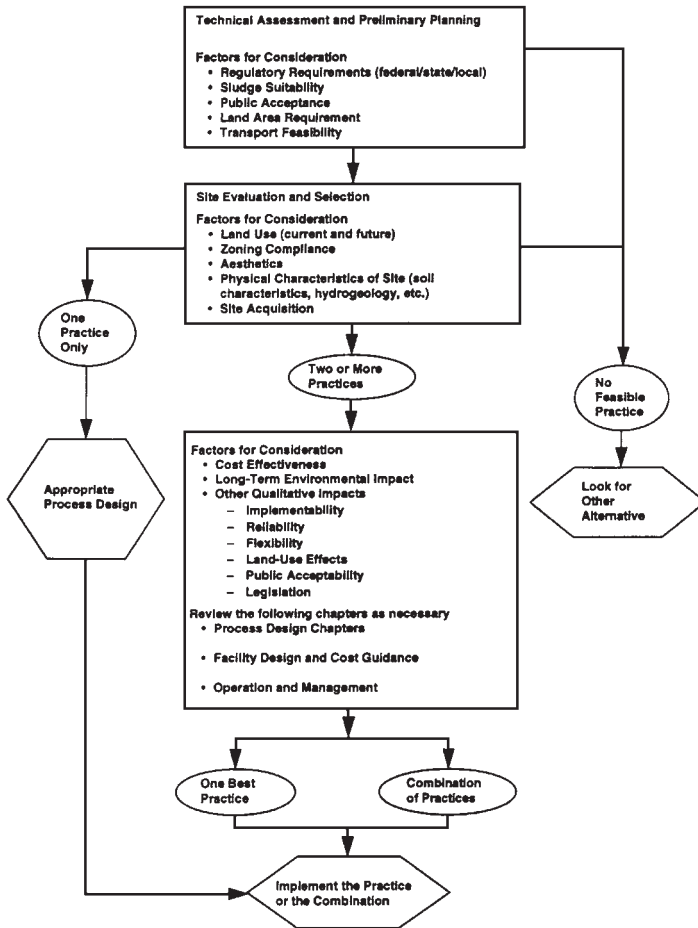 Technical Assessment and Preliminary Planning
Factors for Consideration
• Regulatory Requirements (federal/state/local)
• Sludge Suitability
• Public Acceptance
• Land Area Requirement
• Transport Feasibility
Site Evaluation and Selection
Factors for Consideration
• Land Use (current and future)
• Zoning Compliance
• Aesthetics
• Physical Characteristics of Site (soil
characteristics, hydrogeology, etc.)
• Site Acquisition
One
Practice
Only
Two or More
Practices
No
Feasible
Practice
Appropriate
Process Design
Factors for Consideration
• Cost Effectiveness
• Long-Term Environmental Impact
• Other Qualitative Impacts
– Implementability
– Reliability
– Flexibility
– Land-Use Effects
– Public Acceptability
– Legislation
Review the following chapters as necessary
• Process Design Chapters
• Facility Design and Cost Guidance
• Operation and Management
Look for
Other
Alternative
One Best
Practice
Combination
of Practices
Implement the Practice
or the Combination